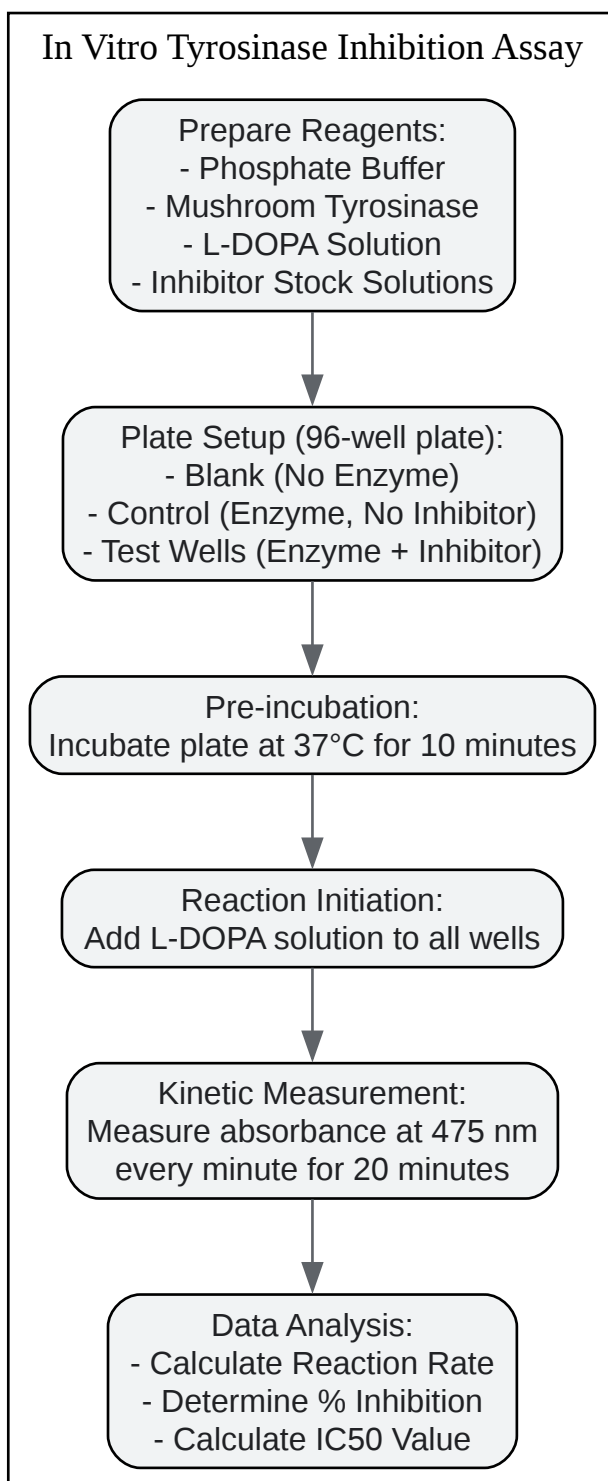 In Vitro Tyrosinase Inhibition Assay
Prepare Reagents:
- Phosphate Buffer
- Mushroom Tyrosinase
- L-DOPA Solution
- Inhibitor Stock Solutions
Plate Setup (96-well plate):
- Blank (No Enzyme)
- Control (Enzyme, No Inhibitor)
- Test Wells (Enzyme + Inhibitor)
Pre-incubation:
Incubate plate at 37°C for 10 minutes
Reaction Initiation:
Add L-DOPA solution to all wells
Kinetic Measurement:
Measure absorbance at 475 nm
every minute for 20 minutes
Data Analysis:
- Calculate Reaction Rate
- Determine % Inhibition
- Calculate IC50 Value